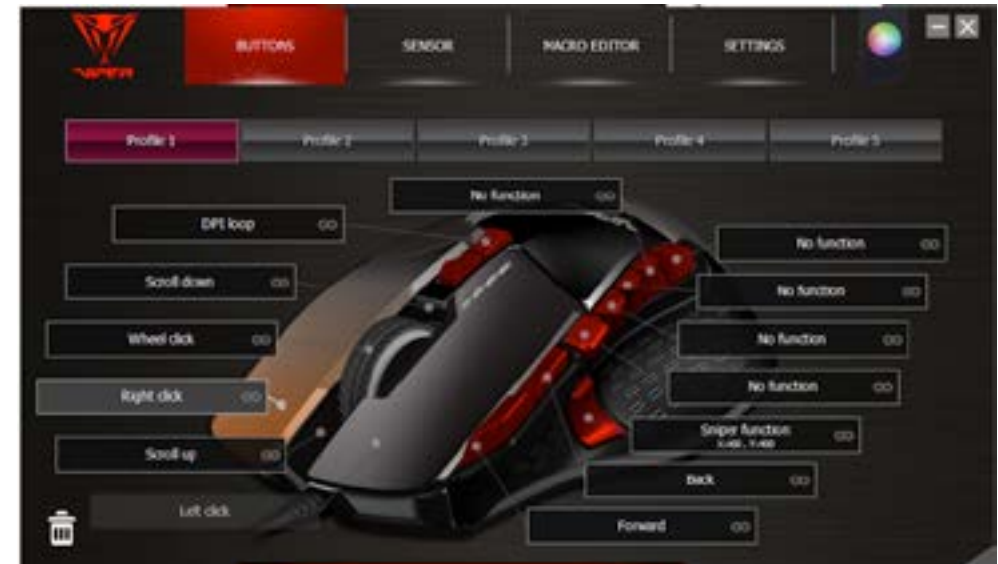 VIPER
BUTTONS
SENSOR
MACRO EDITOR
SETTINGS
Profile 1
Profile 2
Profile 3
Profile 4
Profile 5
No function
DPI loop
No function
Scroll down
No function
Wheel click
No function
Right click
No function
Sniper function
X:400 , Y:400
Scroll up
Back
Left click
Forward